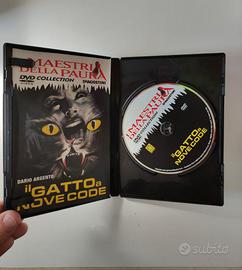 I MAESTRI
DELLA PAURA
DVD COLLECTION
DeAGOSTINI
DARIO ARGENTO
IL GATTO A
NOVE CODE
I MAESTRI
DELLA PAURA
IL GATTO A
NOVE CODE
subito